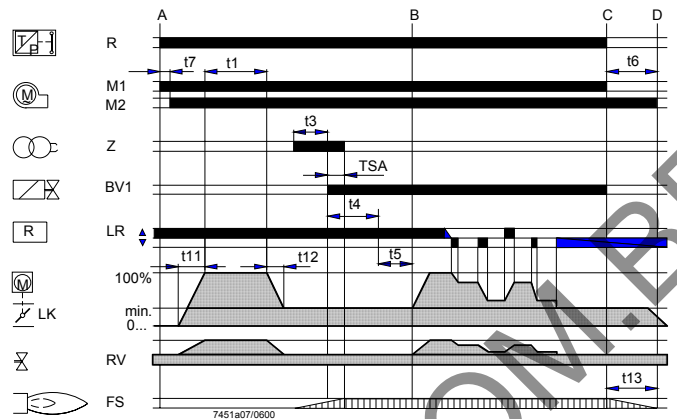 A B C D
R
t7 t1 t6
M1
M M2
t3
Z
TSA
BV1
t4
R LR
t11 t12 t5
100%
M
min.
LK
0...
RV
t13
FS
7451a07/0600
OM.B